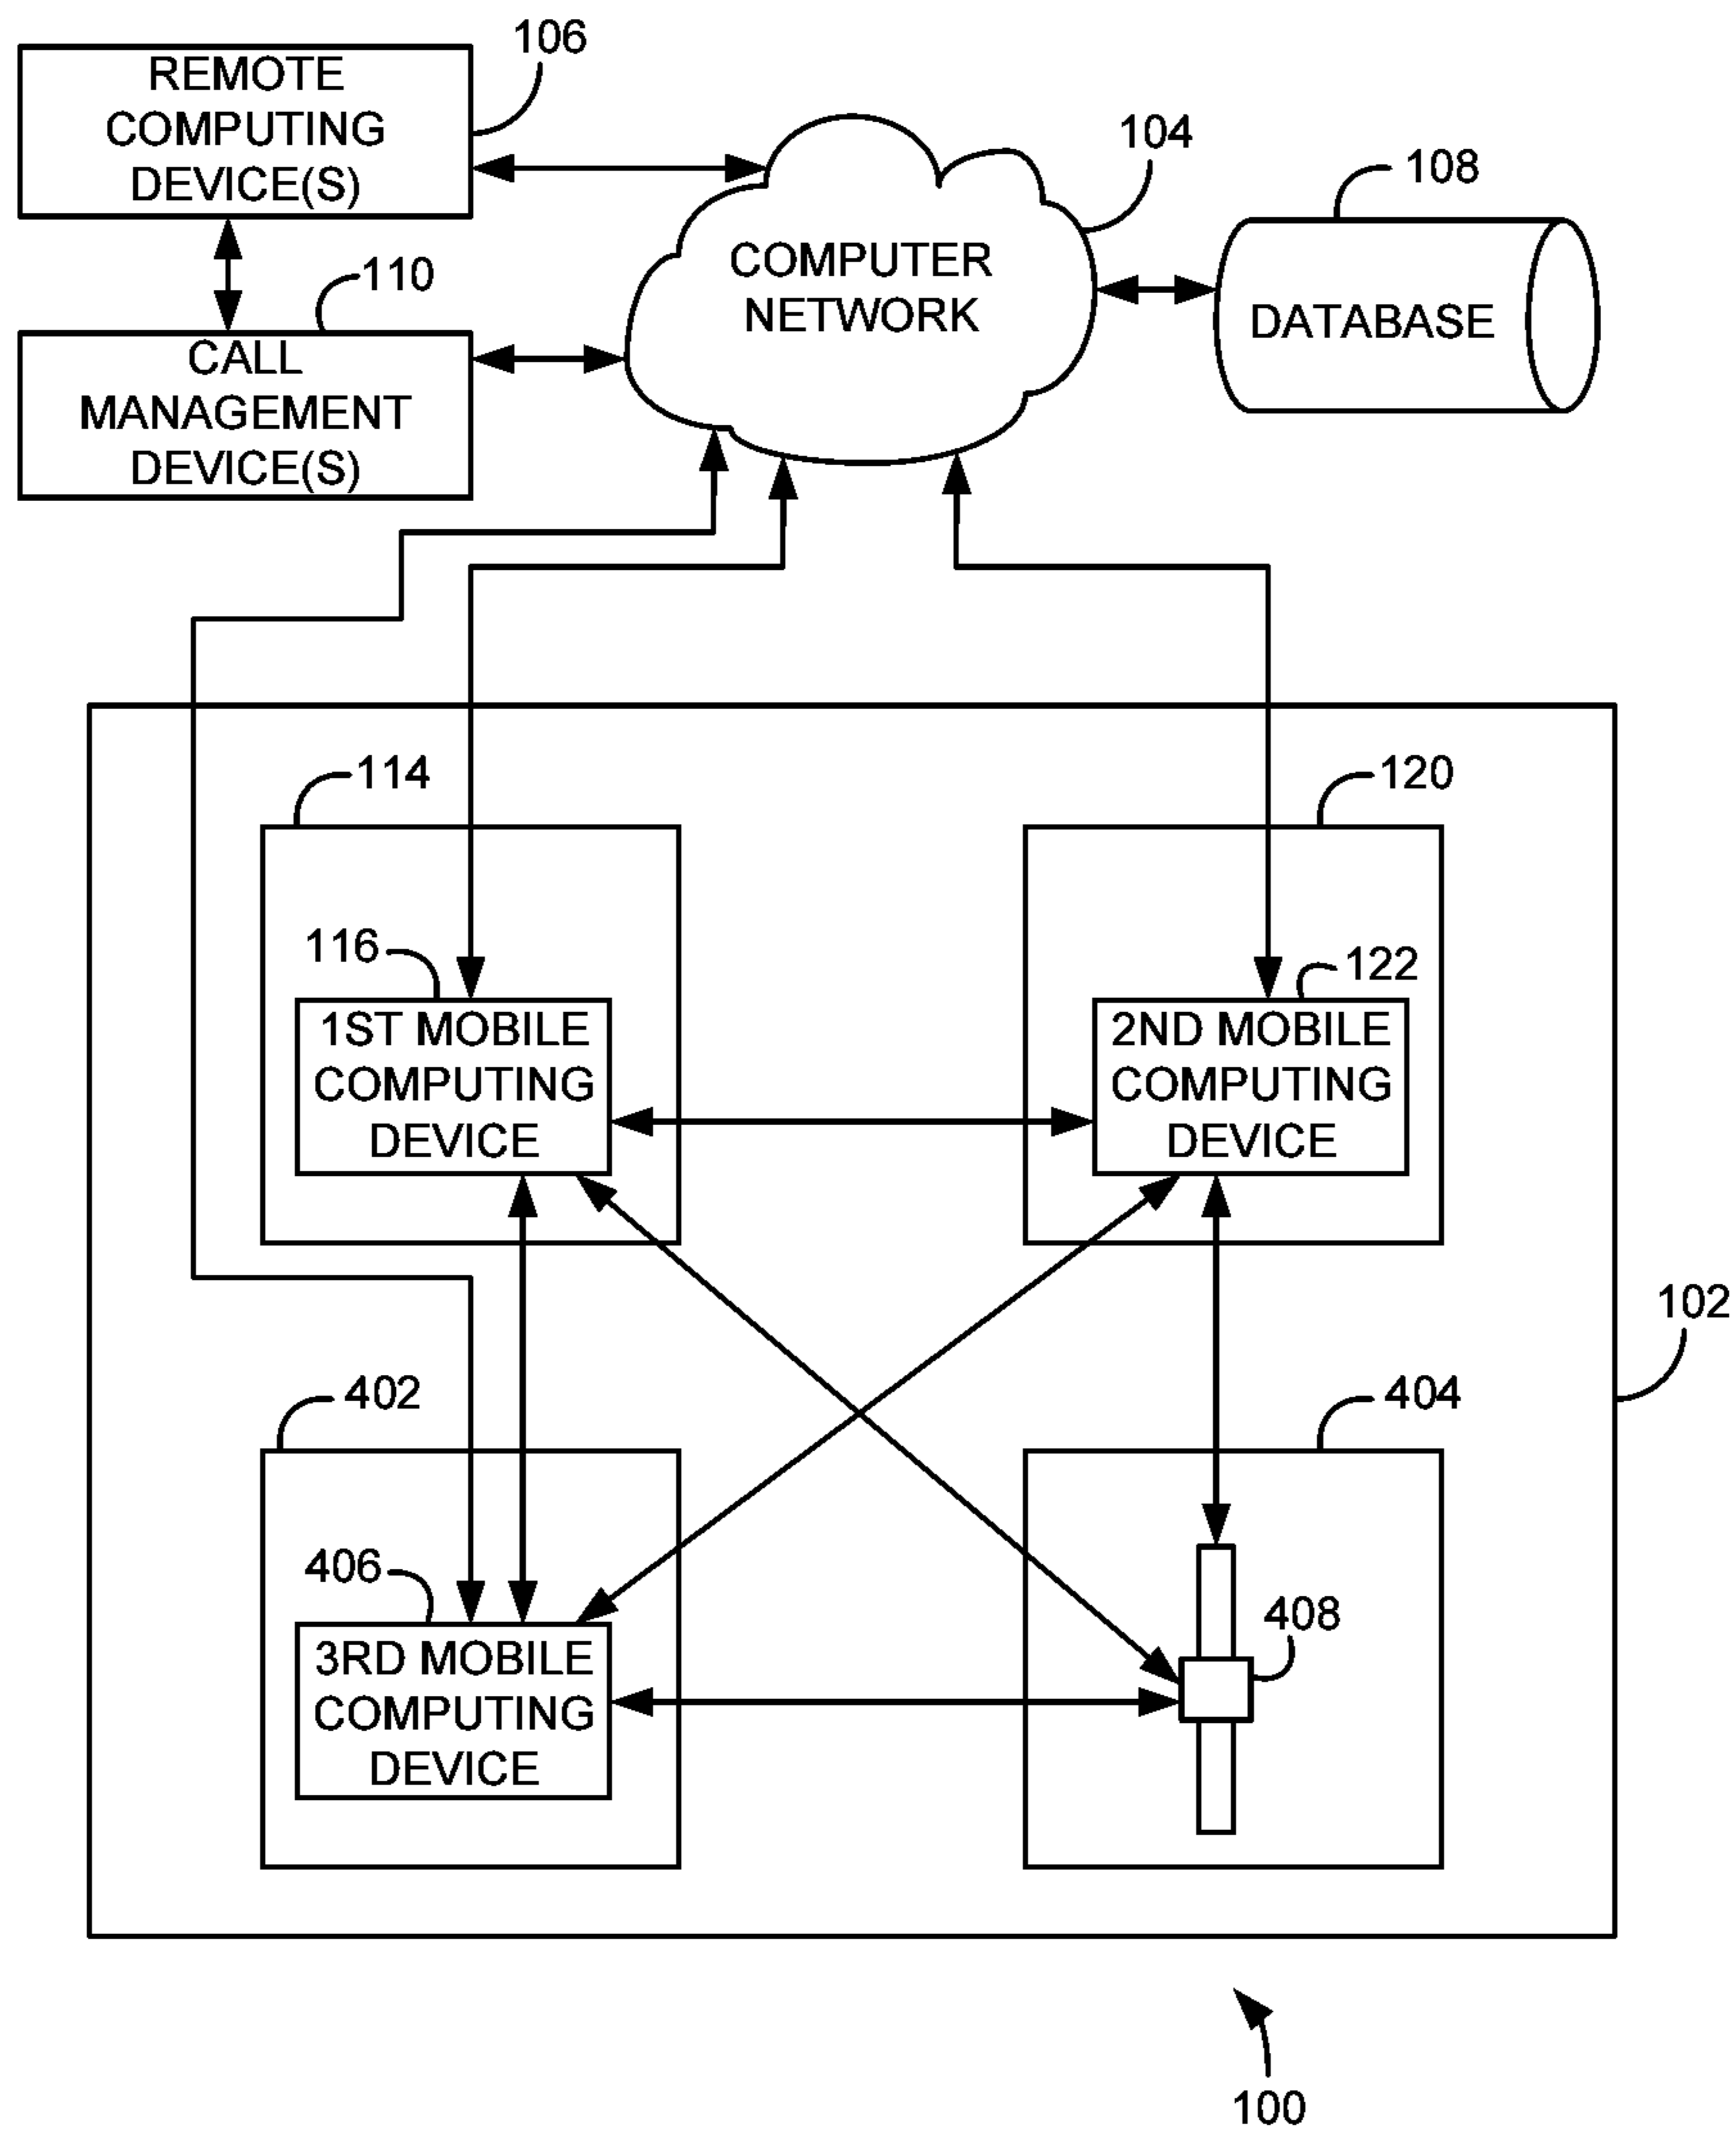 106
REMOTE
COMPUTING
DEVICE(S)
104
108
COMPUTER
NETWORK
DATABASE
110
CALL
MANAGEMENT
DEVICE(S)
114
120
116
1ST MOBILE
COMPUTING
DEVICE
122
2ND MOBILE
COMPUTING
DEVICE
102
402
404
406
3RD MOBILE
COMPUTING
DEVICE
408
100